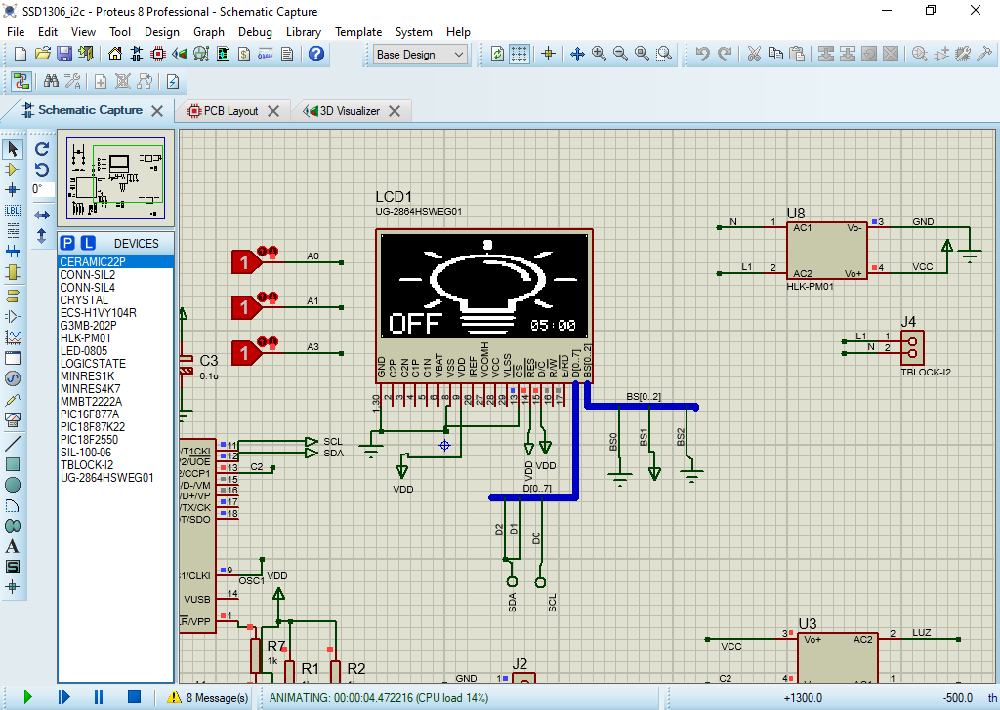 SSD1306_i2c - Proteus 8 Professional - Schematic Capture
File Edit View Tool Design Graph Debug Library Template System Help
Base Design
Schematic Capture
PCB Layout
3D Visualizer
0°
P L DEVICES
CERAMIC22P
CONN-SIL2
CONN-SIL4
CRYSTAL
ECS-H1VY104R
G3MB-202P
HLK-PM01
LED-0805
LOGICSTATE
MINRES1K
MINRES4K7
MMBT2222A
PIC16F877A
PIC18F87K22
PIC18F2550
SIL-100-06
TBLOCK-I2
UG-2864HSWEG01
LCD1
UG-2864HSWEG01
OFF
05:00
1 A0
1 A1
1 A3
GND C2P C2N C1P C1N VBAT VSS VDD IREF VCOMH VCC VLSS CS RES D/C R/W E/RD D[0..7] BS[0..2]
1,30 2 3 4 5 6 8 9 26 27 28 29 13 14 15 16 17
C3
0.1u
VDD
VDD
VDD
BS[0..2]
BS0
BS1
BS2
D[0..7]
D2
D1
D0
SDA
SCL
U8
N 1 AC1 Vo- 3 GND
L1 2 AC2 Vo+ 4 VCC
HLK-PM01
J4
L1 1
N 2
TBLOCK-I2
/T1CKI 11 SCL
2/UOE 12 SDA
2/CCP1 13 C2
/D-/VM 15
/D+/VP 16
/TX/CK 17
T/SDO 18
1/CLKI 9
OSC1
VDD
VUSB 14
R/VPP 1
R7
1k
R1
R2
J2
GND 1
U3
VCC 3 Vo+ AC2 2 LUZ
C2 4 1
8 Message(s)
ANIMATING: 00:00:04.472216 (CPU load 14%)
+1300.0
-500.0
th